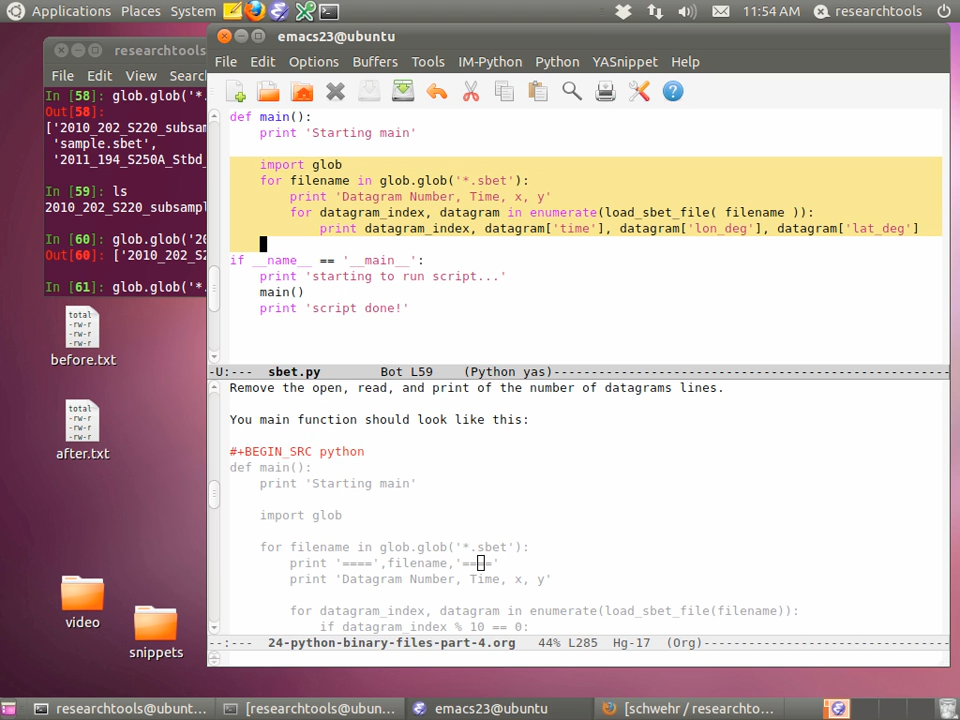 Applications Places System 11:54 AM researchtools
researchtools
File Edit View Searc
In [58]: glob.glob('*.
Out[58]:
['2010_202_S220_subsam
'sample.sbet',
'2011_194_S250A_Stbd_
In [59]: ls
2010_202_S220_subsampl
In [60]: glob.glob('20
Out[60]: ['2010_202_S2
In [61]: glob.glob('*.
total
-rw-r
-rw-r
-rw-r
before.txt
total
-rw-r
-rw-r
-rw-r
after.txt
video
snippets
emacs23@ubuntu
File Edit Options Buffers Tools IM-Python Python YASnippet Help
def main():
print 'Starting main'
import glob
for filename in glob.glob('*.sbet'):
print 'Datagram Number, Time, x, y'
for datagram_index, datagram in enumerate(load_sbet_file( filename )):
print datagram_index, datagram['time'], datagram['lon_deg'], datagram['lat_deg']
if __name__ == '__main__':
print 'starting to run script...'
main()
print 'script done!'
-U:--- sbet.py Bot L59 (Python yas)
Remove the open, read, and print of the number of datagrams lines.
You main function should look like this:
#+BEGIN_SRC python
def main():
print 'Starting main'
import glob
for filename in glob.glob('*.sbet'):
print '====',filename,'===='
print 'Datagram Number, Time, x, y'
for datagram_index, datagram in enumerate(load_sbet_file(filename)):
if datagram_index % 10 == 0:
--:--- 24-python-binary-files-part-4.org 44% L285 Hg-17 (Org)
researchtools@ubunt... [researchtools@ubun... emacs23@ubuntu [schwehr / researchto...